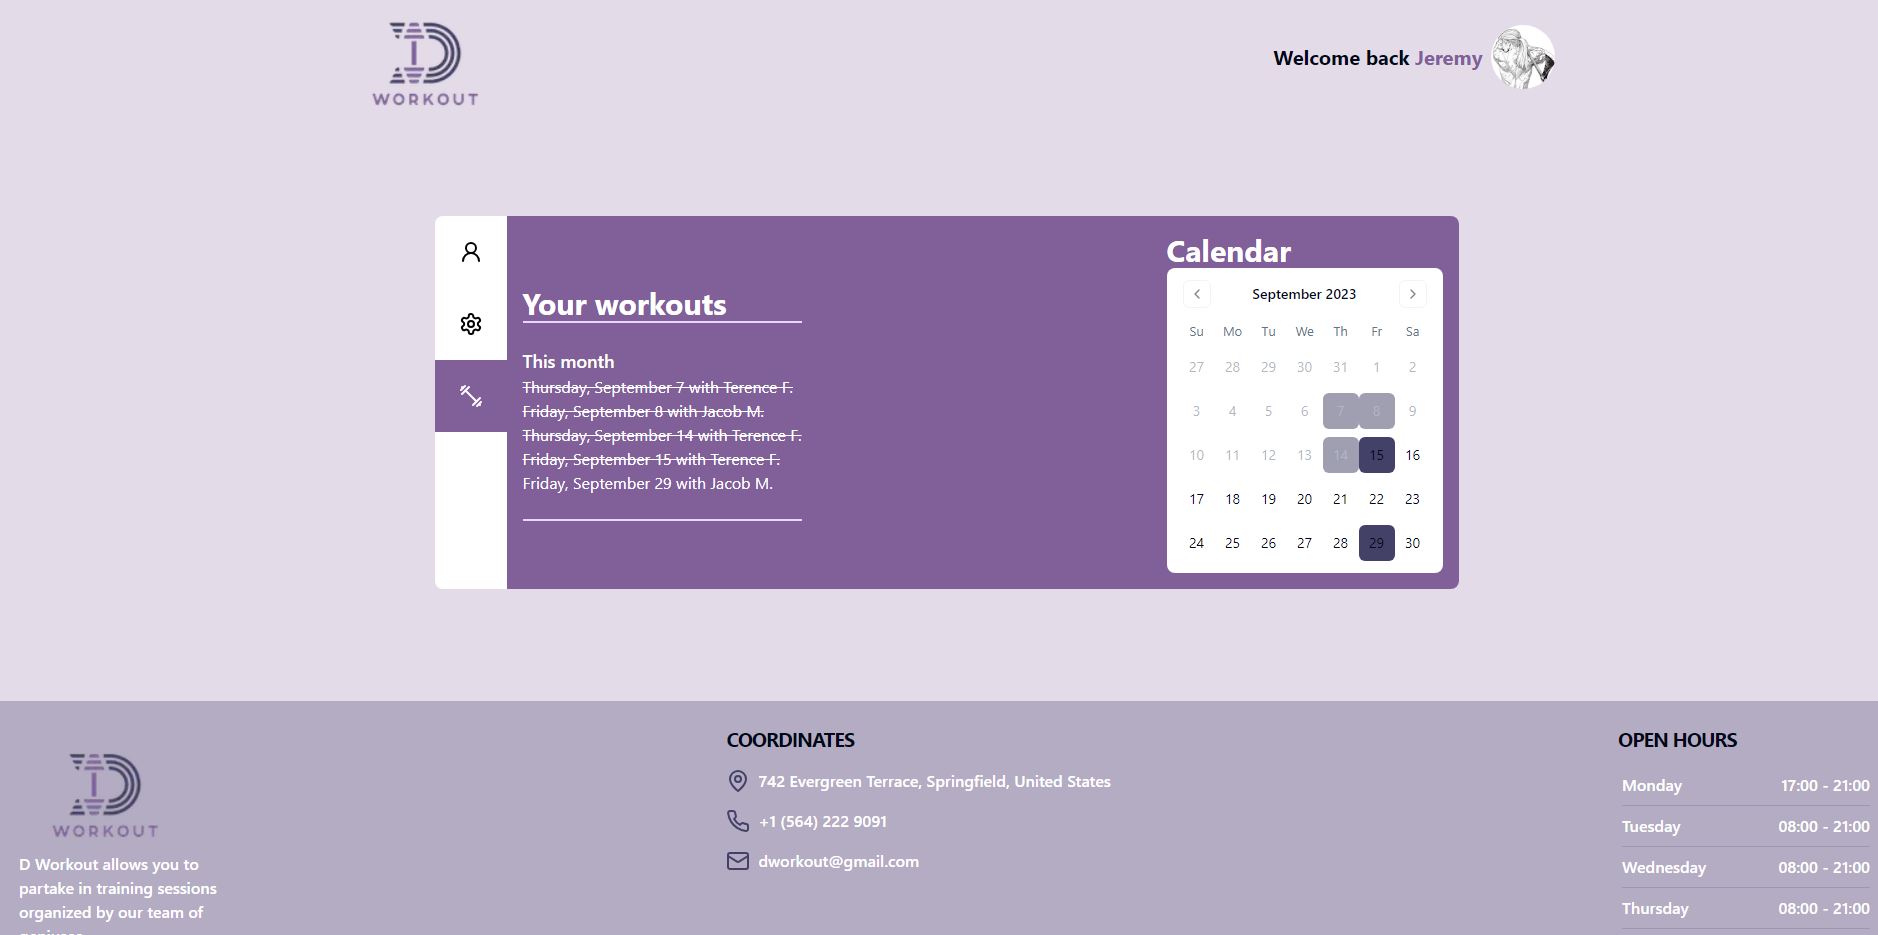 D
WORKOUT
Welcome back Jeremy
Your workouts
This month
Thursday, September 7 with Terence F.
Friday, September 8 with Jacob M.
Thursday, September 14 with Terence F.
Friday, September 15 with Terence F.
Friday, September 29 with Jacob M.
Calendar
September 2023
Su Mo Tu We Th Fr Sa
27 28 29 30 31 1 2
3 4 5 6 7 8 9
10 11 12 13 14 15 16
17 18 19 20 21 22 23
24 25 26 27 28 29 30
D
WORKOUT
D Workout allows you to
partake in training sessions
organized by our team of
COORDINATES
742 Evergreen Terrace, Springfield, United States
+1 (564) 222 9091
dworkout@gmail.com
OPEN HOURS
Monday 17:00 - 21:00
Tuesday 08:00 - 21:00
Wednesday 08:00 - 21:00
Thursday 08:00 - 21:00